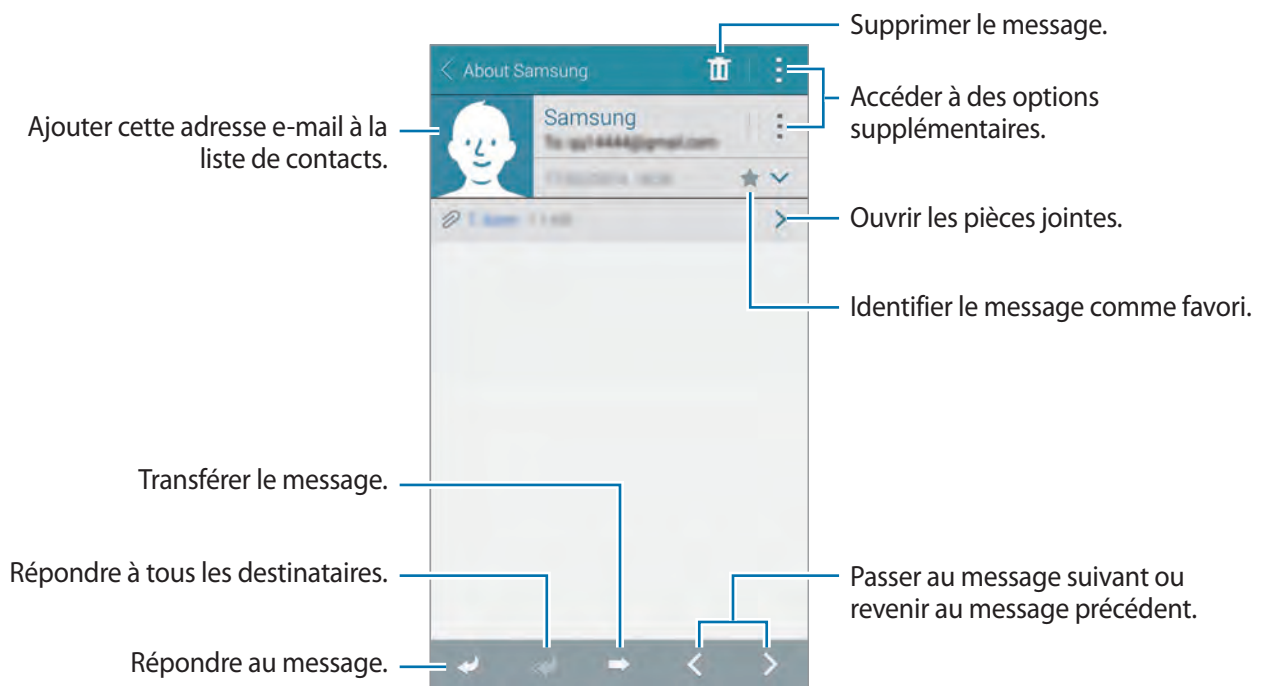 Supprimer le message.
About Samsung
Accéder à des options
supplémentaires.
Ajouter cette adresse e-mail à la
liste de contacts.
Samsung
Ouvrir les pièces jointes.
Identifier le message comme favori.
Transférer le message.
Répondre à tous les destinataires.
Passer au message suivant ou
revenir au message précédent.
Répondre au message.